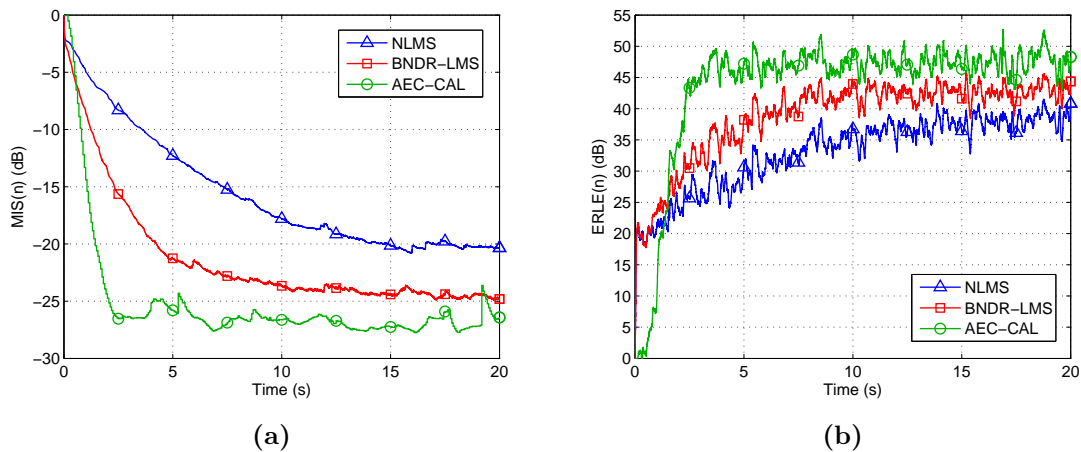 0
−5
−10
−15
−20
−25
−30
MIS(n) (dB)
0 5 10 15 20
Time (s)
NLMS
BNDR−LMS
AEC−CAL
(a)
55
50
45
40
35
30
25
20
15
10
5
0
ERLE(n) (dB)
0 5 10 15 20
Time (s)
NLMS
BNDR−LMS
AEC−CAL
(b)